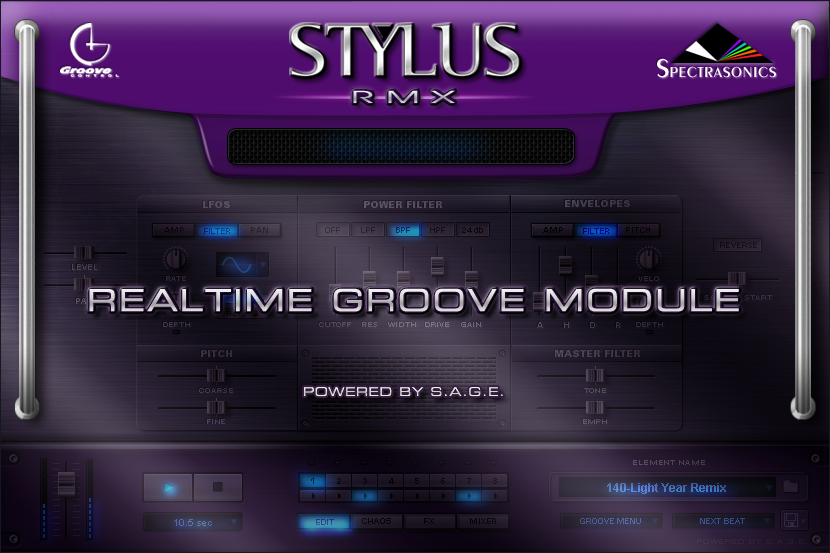 Groove
CONTROL
STYLUS
RMX
SPECTRASONICS
LFOS
POWER FILTER
ENVELOPES
AMP FILTER PAN
OFF LPF BPF HPF 24db
AMP FILTER PITCH
REVERSE
LEVEL
RATE
VELO
START
REALTIME GROOVE MODULE
DEPTH
CUTOFF RES WIDTH DRIVE GAIN
A H D R DEPTH
PITCH
MASTER FILTER
COARSE
TONE
POWERED BY S.A.G.E.
FINE
EMPH
ELEMENT NAME
1 2 3 4 5 6 7 8
140-Light Year Remix
10.5 sec
EDIT CHAOS FX MIXER
GROOVE MENU NEXT BEAT
POWERED BY S.A.G.E.